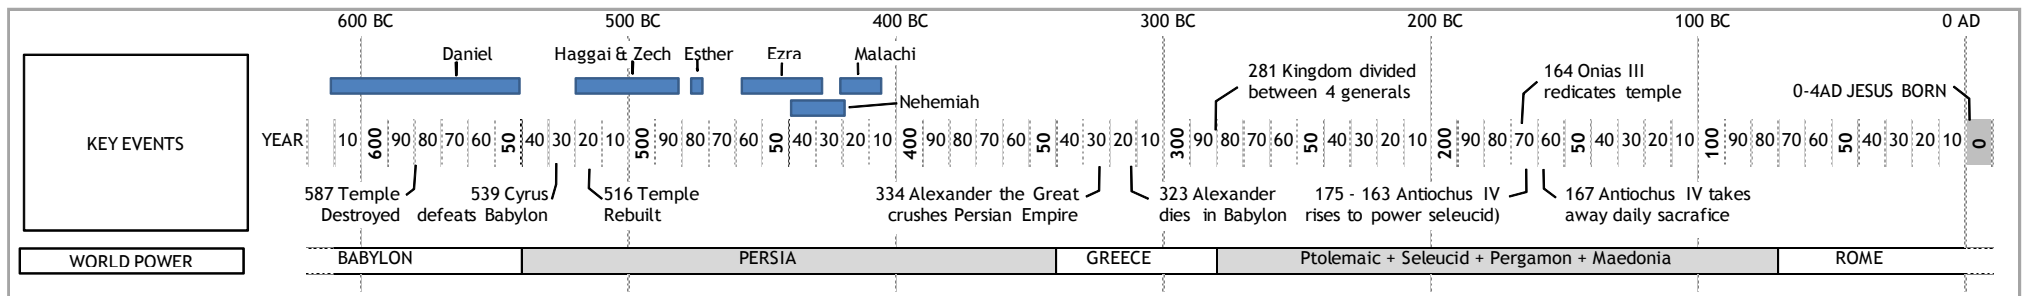 600 BC 500 BC 400 BC 300 BC 200 BC 100 BC 0 AD
KEY EVENTS
Daniel Haggai & Zech Esther Ezra Malachi
Nehemiah
281 Kingdom divided
between 4 generals
164 Onias III
redicates temple
0-4AD JESUS BORN
YEAR 10 600 90 80 70 60 50 40 30 20 10 500 90 80 70 60 50 40 30 20 10 400 90 80 70 60 50 40 30 20 10 300 90 80 70 60 50 40 30 20 10 200 90 80 70 60 50 40 30 20 10 100 90 80 70 60 50 40 30 20 10 0
587 Temple
Destroyed
539 Cyrus
defeats Babylon
516 Temple
Rebuilt
334 Alexander the Great
crushes Persian Empire
323 Alexander
dies in Babylon
175 - 163 Antiochus IV
rises to power seleucid)
167 Antiochus IV takes
away daily sacrafice
WORLD POWER
BABYLON PERSIA GREECE Ptolemaic + Seleucid + Pergamon + Maedonia ROME